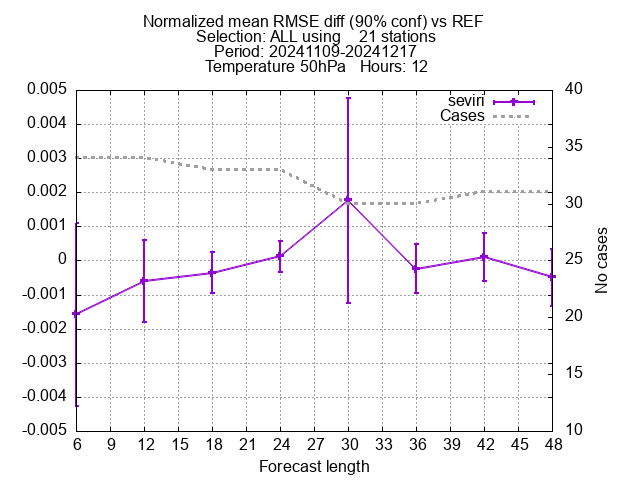 Normalized mean RMSE diff (90% conf) vs REF
Selection: ALL using    21 stations
Period: 20241109-20241217
Temperature 50hPa   Hours: 12
seviri
Cases
0.005
0.004
0.003
0.002
0.001
0
-0.001
-0.002
-0.003
-0.004
-0.005
40
35
30
25
20
15
10
No cases
6 9 12 15 18 21 24 27 30 33 36 39 42 45 48
Forecast length